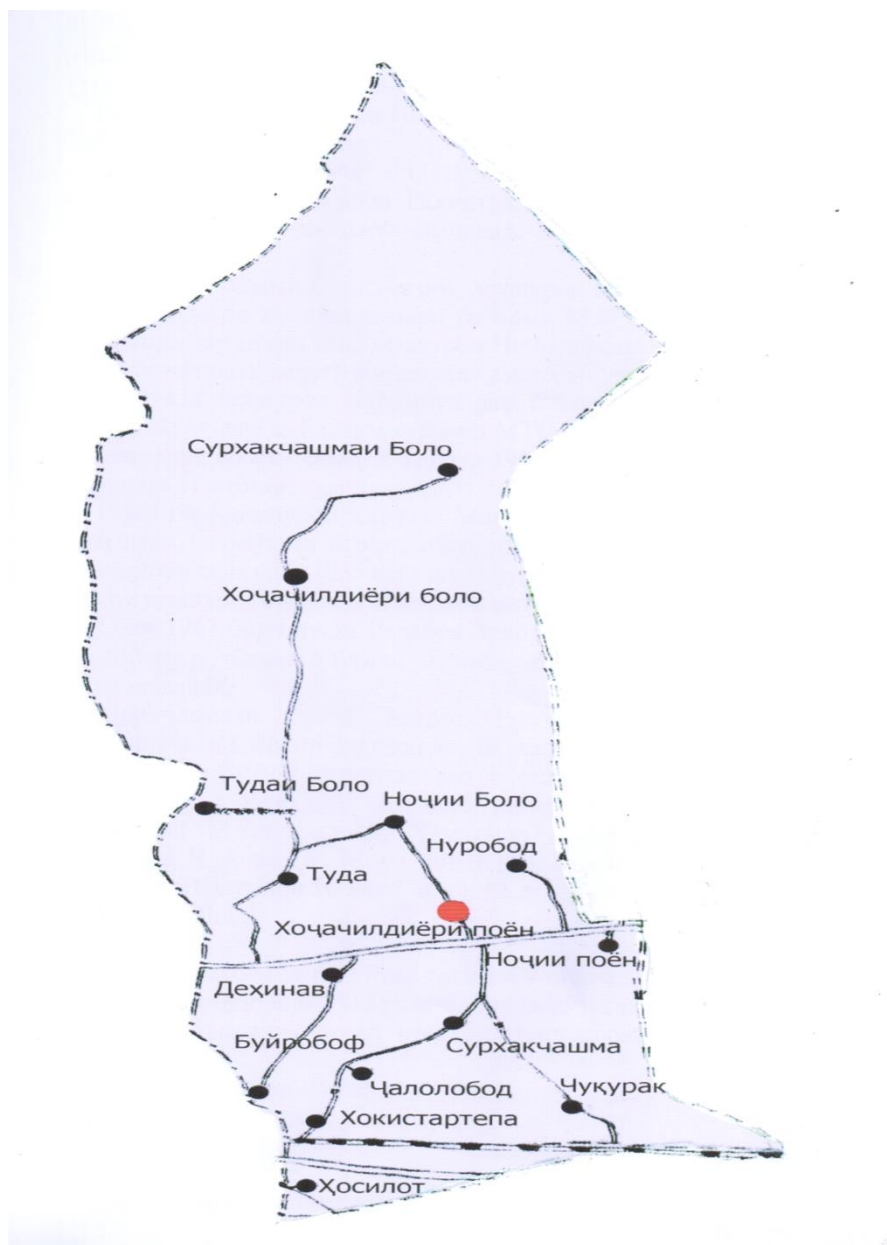 Сурхакчашмаи Боло
Хоҷачилдиёри боло
Тудаи Боло
Ноҷии Боло
Нуробод
Туда
Хоҷачилдиёри поён
Ноҷии поён
Деҳинав
Буйробоф
Сурхакчашма
Ҷалолобод
Чуқурак
Хокистартепа
Ҳосилот